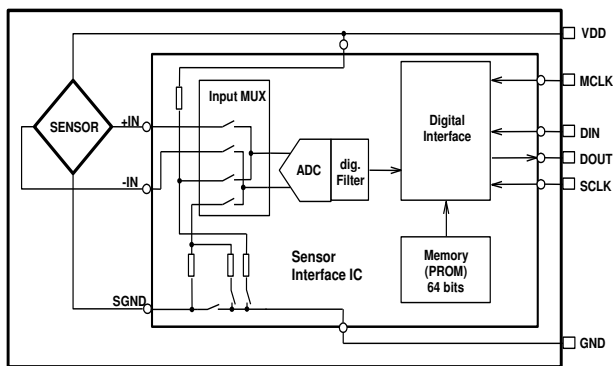 VDD
MCLK
Input MUX
+IN
SENSOR
Digital
Interface
DIN
DOUT
ADC
dig.
Filter
-IN
SCLK
Sensor
Interface IC
Memory
(PROM)
64 bits
SGND
GND